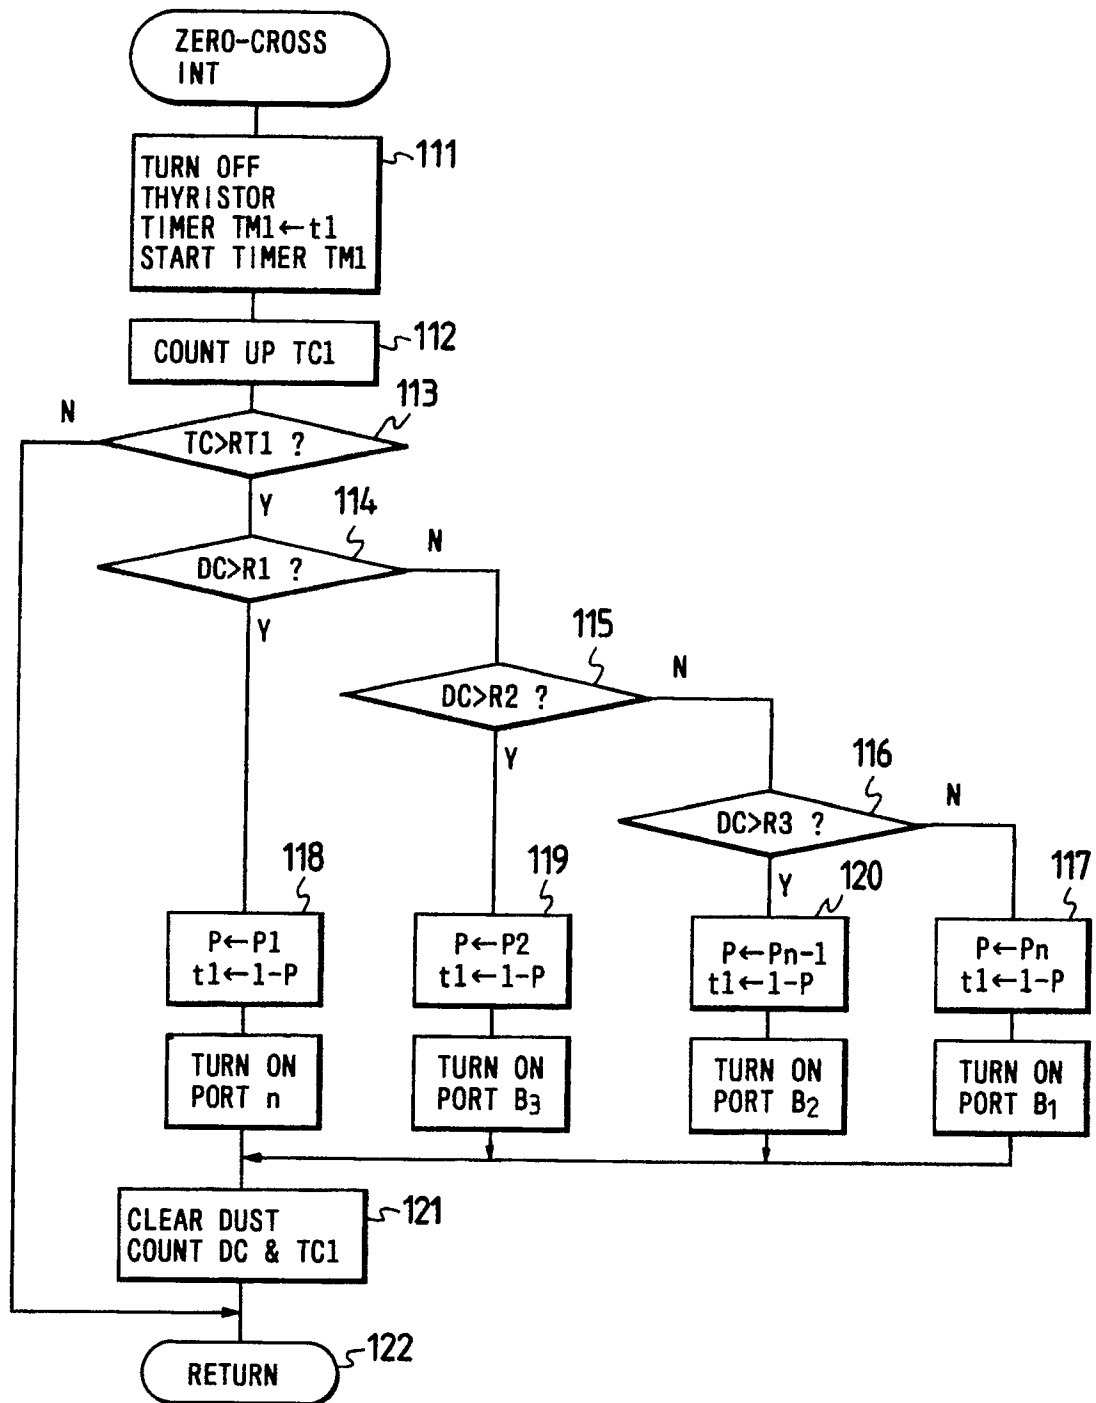 ZERO-CROSS
INT
111
TURN OFF
THYRISTOR
TIMER TM1←t1
START TIMER TM1
112
COUNT UP TC1
113
N
TC>RT1 ?
Y
114
N
DC>R1 ?
Y
115
N
DC>R2 ?
Y
116
N
DC>R3 ?
Y
118
P←P1
t1←1-P
119
P←P2
t1←1-P
120
P←Pn-1
t1←1-P
117
P←Pn
t1←1-P
TURN ON
PORT n
TURN ON
PORT B3
TURN ON
PORT B2
TURN ON
PORT B1
121
CLEAR DUST
COUNT DC & TC1
RETURN
122